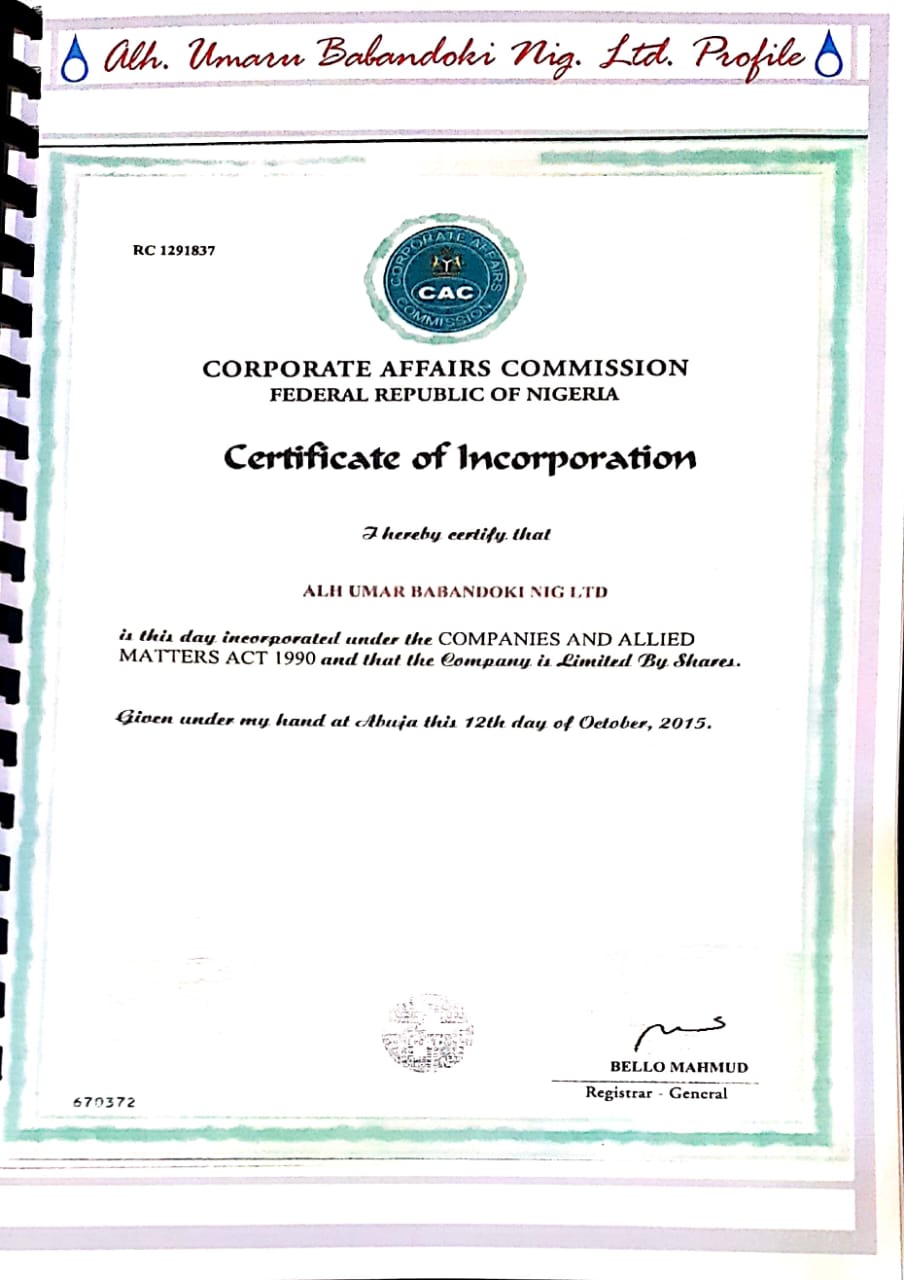 Alh. Umaru Babandoki Nig. Ltd. Profile
RC 1291837
CORPORATE AFFAIRS
CAC
COMMISSION
CORPORATE AFFAIRS COMMISSION
FEDERAL REPUBLIC OF NIGERIA
Certificate of Incorporation
I hereby certify that
ALH UMAR BABANDOKI NIG LTD
is this day incorporated under the COMPANIES AND ALLIED
MATTERS ACT 1990 and that the Company is Limited By Shares.
Given under my hand at Abuja this 12th day of October, 2015.
BELLO MAHMUD
Registrar - General
670372